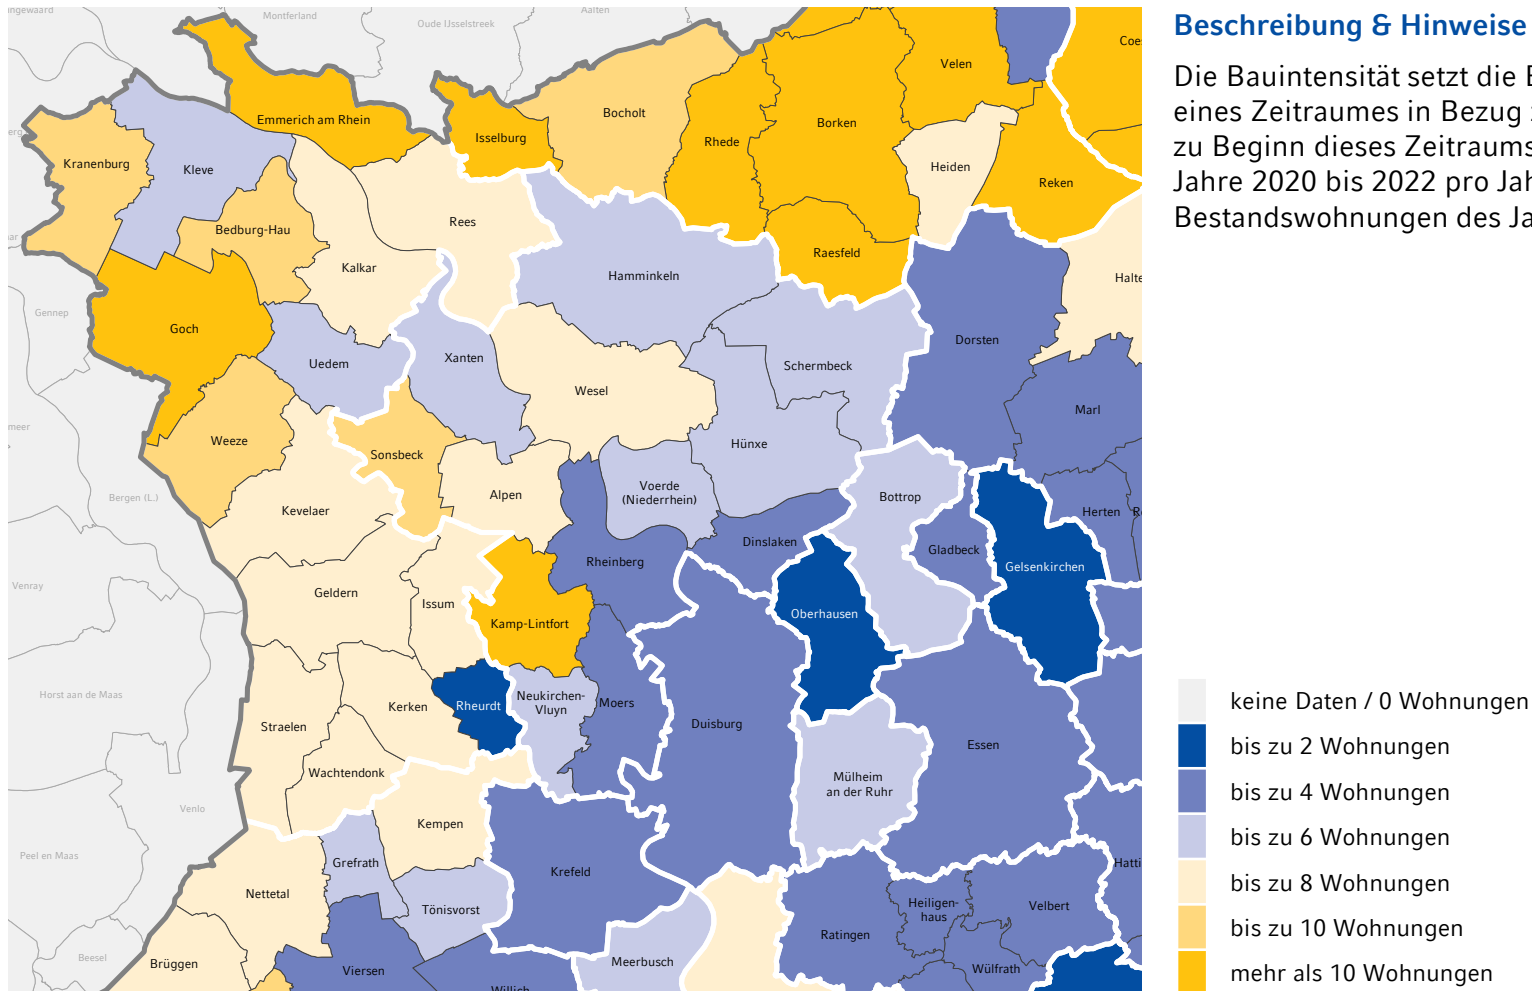 Beschreibung & Hinweise
Die Bauintensität setzt die
eines Zeitraumes in Bezug
zu Beginn dieses Zeitraums
Jahre 2020 bis 2022 pro Jah
Bestandswohnungen des Ja
Montferland
Oude IJsselstreek
Aalten
ngewaard
Coe
Velen
Emmerich am Rhein
Isselburg
Bocholt
Rhede
Borken
Kranenburg
Kleve
Heiden
Reken
Bedburg-Hau
Rees
Kalkar
Raesfeld
Hamminkeln
Halte
Gennep
Goch
Uedem
Xanten
Schermbeck
Dorsten
Wesel
Marl
meer
Weeze
Sonsbeck
Hünxe
Bergen (L.)
Kevelaer
Alpen
Voerde
(Niederrhein)
Bottrop
Herten
Dinslaken
Gladbeck
Rheinberg
Gelsenkirchen
Venray
Geldern
Issum
Kamp-Lintfort
Oberhausen
Horst aan de Maas
Straelen
Kerken
Rheurdt
Neukirchen-
Vluyn
Moers
Duisburg
Essen
Wachtendonk
Mülheim
an der Ruhr
Venlo
Kempen
Peel en Maas
Grefrath
Krefeld
Hatti
Nettetal
Tönisvorst
Heiligen-
haus
Velbert
Ratingen
Beesel
Brüggen
Viersen
Meerbusch
Wülfrath
Willich
keine Daten / 0 Wohnungen
bis zu 2 Wohnungen
bis zu 4 Wohnungen
bis zu 6 Wohnungen
bis zu 8 Wohnungen
bis zu 10 Wohnungen
mehr als 10 Wohnungen